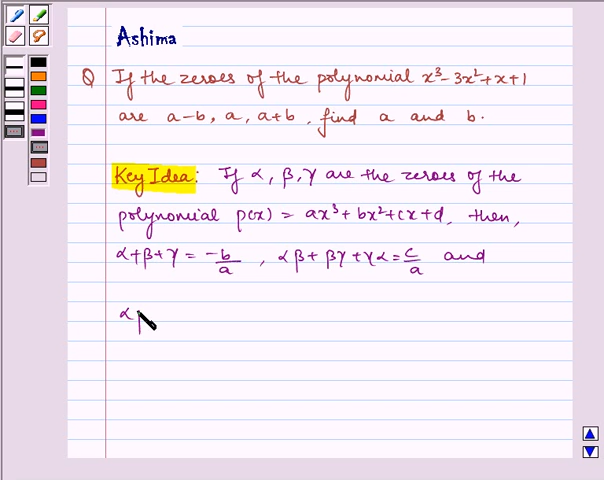 Ashima
Q If the zeroes of the polynomial x³-3x²+x+1
are a-b, a, a+b, find a and b.
Key Idea: If α, β, γ are the zeroes of the
polynomial p(x) = ax³+bx²+cx+d, then,
α+β+γ = -b/a, αβ+βγ+γα = c/a and
α